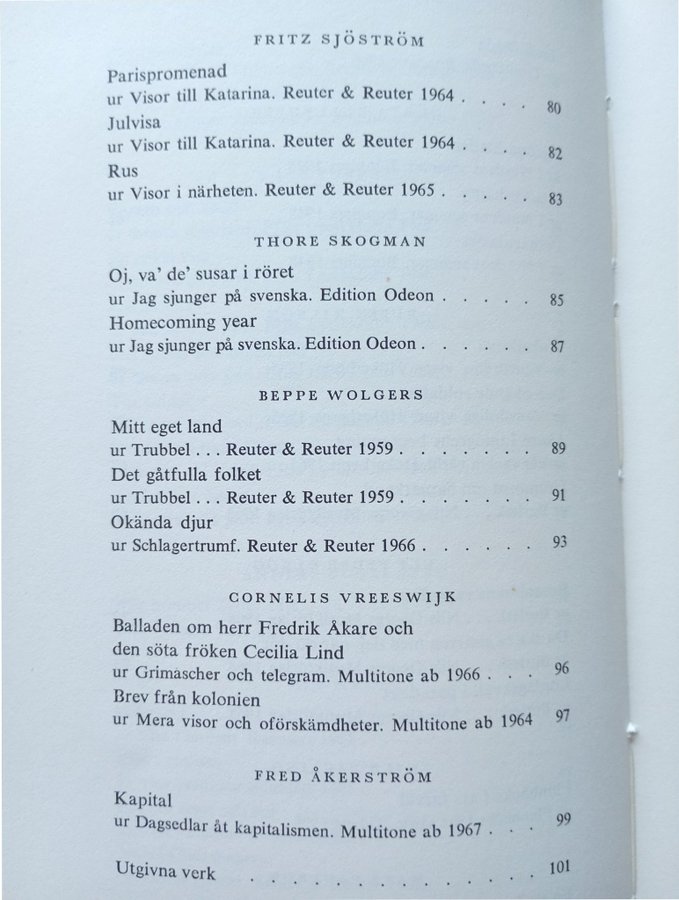 FRITZ SJÖSTRÖM
Parispromenad
ur Visor till Katarina. Reuter & Reuter 1964 . . . . 80
Julvisa
ur Visor till Katarina. Reuter & Reuter 1964 . . . . 82
Rus
ur Visor i närheten. Reuter & Reuter 1965 . . . . . 83
THORE SKOGMAN
Oj, va' de' susar i röret
ur Jag sjunger på svenska. Edition Odeon . . . . . 85
Homecoming year
ur Jag sjunger på svenska. Edition Odeon . . . . . . 87
BEPPE WOLGERS
Mitt eget land
ur Trubbel . . . Reuter & Reuter 1959 . . . . . . . 89
Det gåtfulla folket
ur Trubbel . . . Reuter & Reuter 1959 . . . . . . . 91
Okända djur
ur Schlagertrumf. Reuter & Reuter 1966 . . . . . . 93
CORNELIS VREESWIJK
Balladen om herr Fredrik Åkare och
den söta fröken Cecilia Lind
ur Grimascher och telegram. Multitone ab 1966 . . . 96
Brev från kolonien
ur Mera visor och oförskämdheter. Multitone ab 1964 97
FRED ÅKERSTRÖM
Kapital
ur Dagsedlar åt kapitalismen. Multitone ab 1967 . . . 99
Utgivna verk . . . . . . . . . . . . . 101